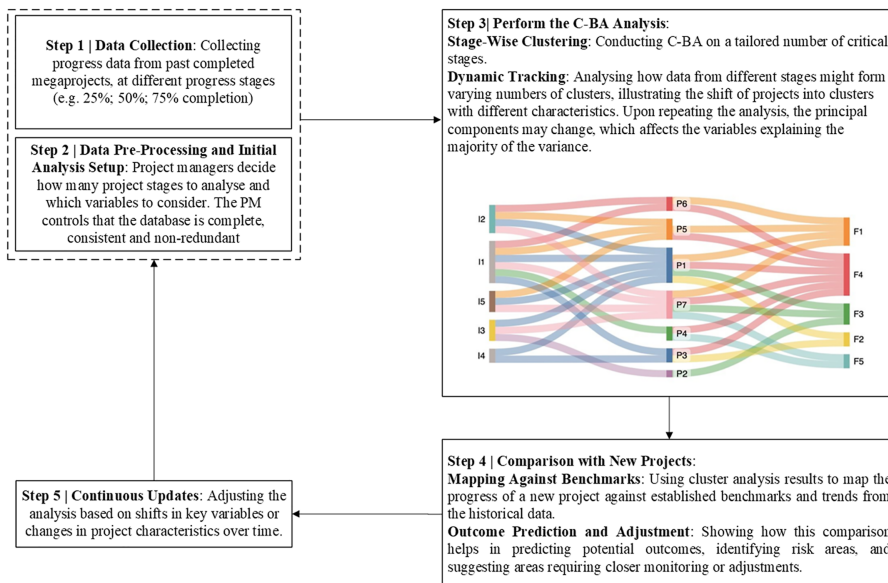 Step 1 | Data Collection: Collecting
progress data from past completed
megaprojects, at different progress stages
(e.g. 25%; 50%; 75% completion)
Step 2 | Data Pre-Processing and Initial
Analysis Setup: Project managers decide
how many project stages to analyse and
which variables to consider. The PM
controls that the database is complete,
consistent and non-redundant
Step 3| Perform the C-BA Analysis:
Stage-Wise Clustering: Conducting C-BA on a tailored number of critical
stages.
Dynamic Tracking: Analysing how data from different stages might form
varying numbers of clusters, illustrating the shift of projects into clusters
with different characteristics. Upon repeating the analysis, the principal
components may change, which affects the variables explaining the
majority of the variance.
I2
I1
I5
I3
I4
P6
P5
P1
P7
P4
P3
P2
F1
F4
F3
F2
F5
Step 4 | Comparison with New Projects:
Mapping Against Benchmarks: Using cluster analysis results to map the
progress of a new project against established benchmarks and trends from
the historical data.
Outcome Prediction and Adjustment: Showing how this comparison
helps in predicting potential outcomes, identifying risk areas, and
suggesting areas requiring closer monitoring or adjustments.
Step 5 | Continuous Updates: Adjusting the
analysis based on shifts in key variables or
changes in project characteristics over time.